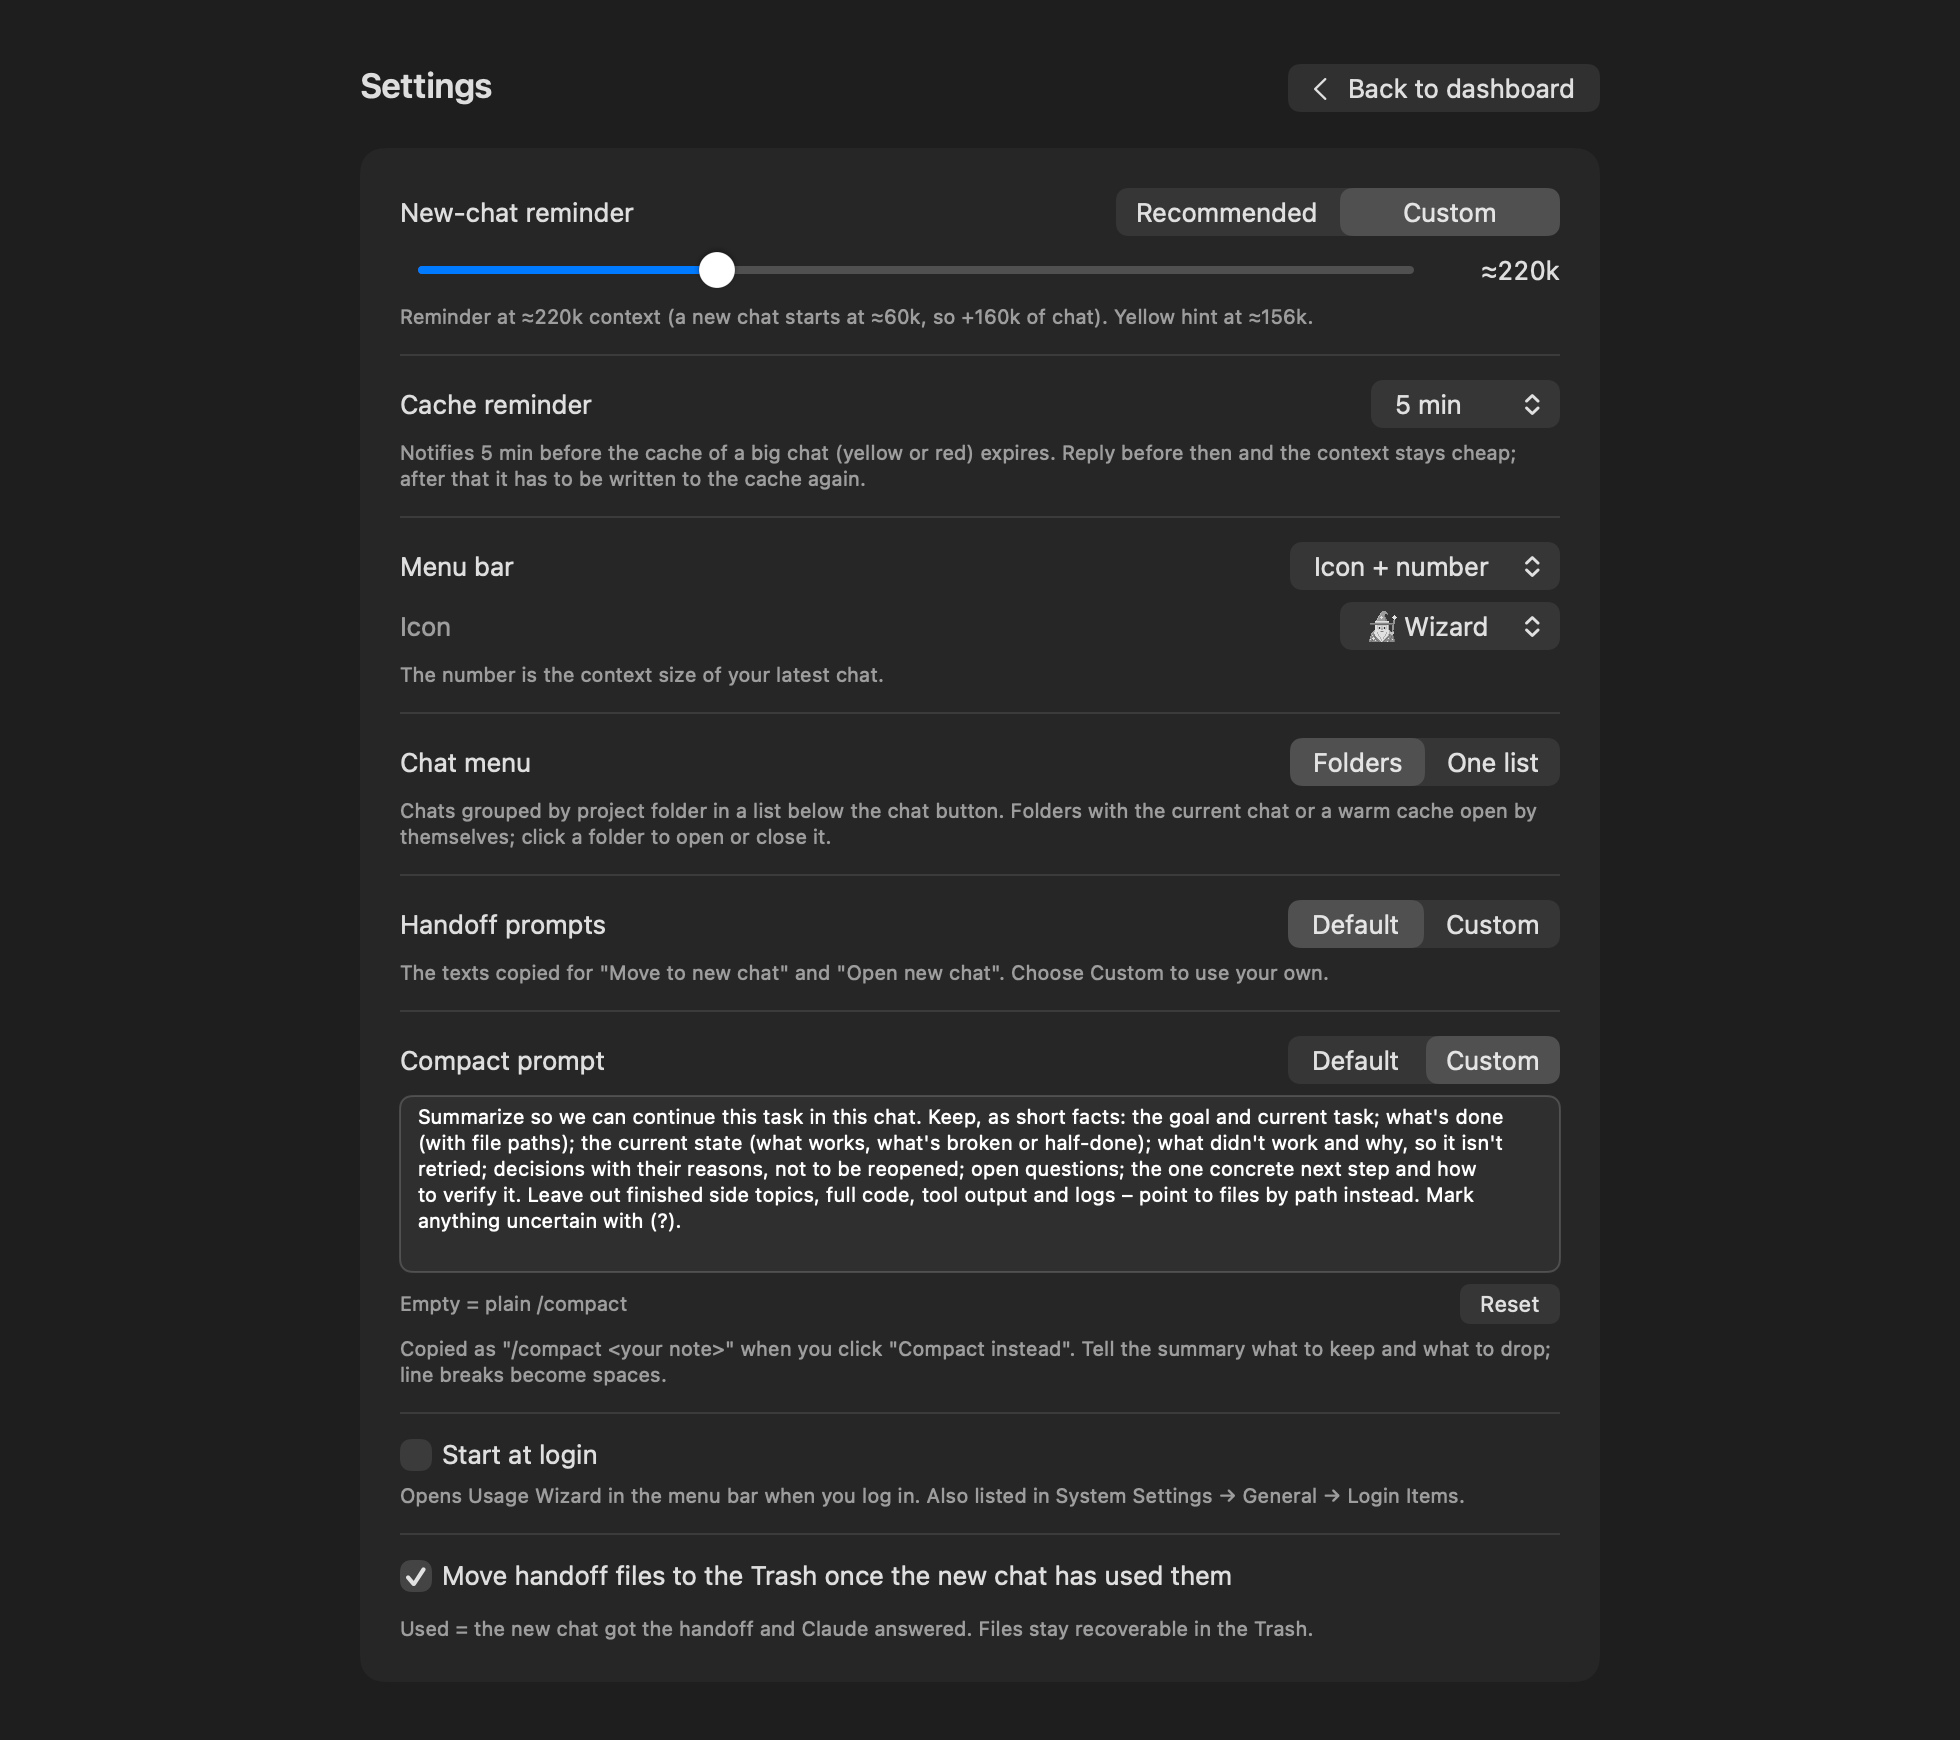 Settings
Back to dashboard
New-chat reminder
Recommended
Custom
≈220k
Reminder at ≈220k context (a new chat starts at ≈60k, so +160k of chat). Yellow hint at ≈156k.
Cache reminder
5 min
Notifies 5 min before the cache of a big chat (yellow or red) expires. Reply before then and the context stays cheap;
after that it has to be written to the cache again.
Menu bar
Icon + number
Icon
Wizard
The number is the context size of your latest chat.
Chat menu
Folders
One list
Chats grouped by project folder in a list below the chat button. Folders with the current chat or a warm cache open by
themselves; click a folder to open or close it.
Handoff prompts
Default
Custom
The texts copied for "Move to new chat" and "Open new chat". Choose Custom to use your own.
Compact prompt
Default
Custom
Summarize so we can continue this task in this chat. Keep, as short facts: the goal and current task; what's done
(with file paths); the current state (what works, what's broken or half-done); what didn't work and why, so it isn't
retried; decisions with their reasons, not to be reopened; open questions; the one concrete next step and how
to verify it. Leave out finished side topics, full code, tool output and logs – point to files by path instead. Mark
anything uncertain with (?).
Empty = plain /compact
Reset
Copied as "/compact <your note>" when you click "Compact instead". Tell the summary what to keep and what to drop;
line breaks become spaces.
Start at login
Opens Usage Wizard in the menu bar when you log in. Also listed in System Settings → General → Login Items.
Move handoff files to the Trash once the new chat has used them
Used = the new chat got the handoff and Claude answered. Files stay recoverable in the Trash.